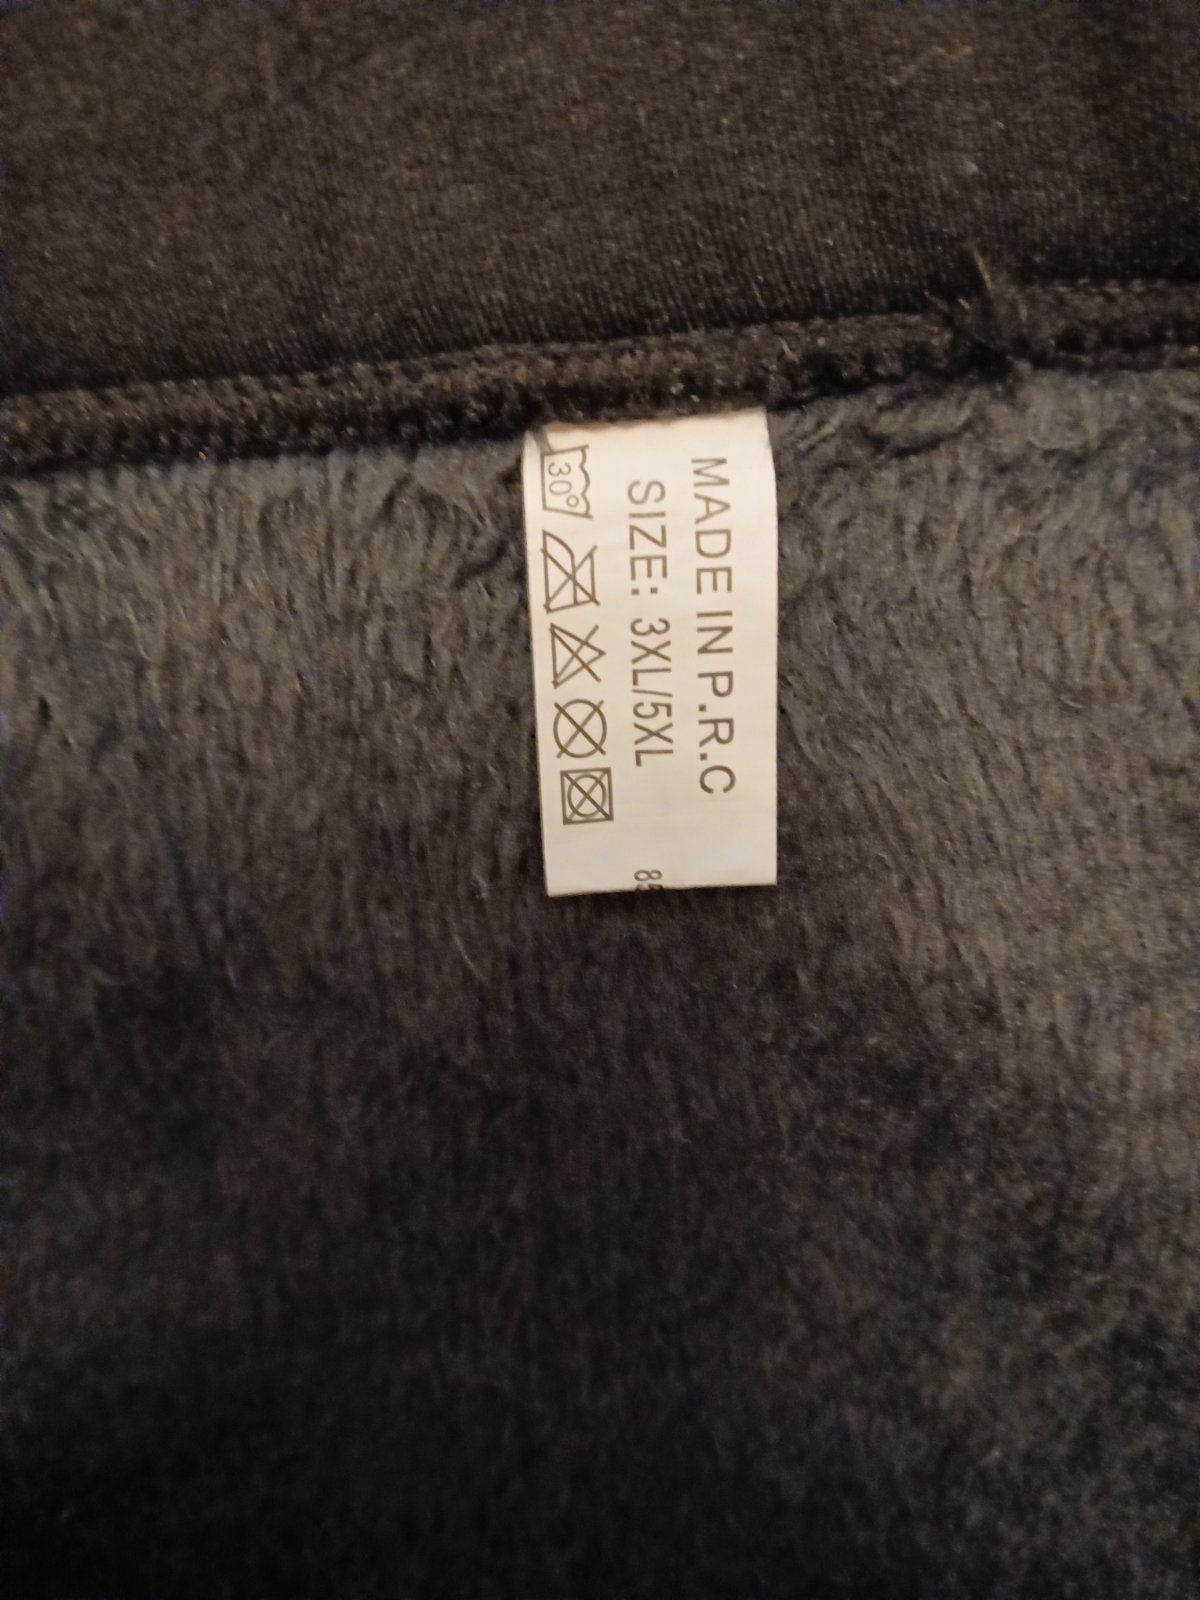 MADE IN P.R.C
SIZE: 3XL/5XL
30°